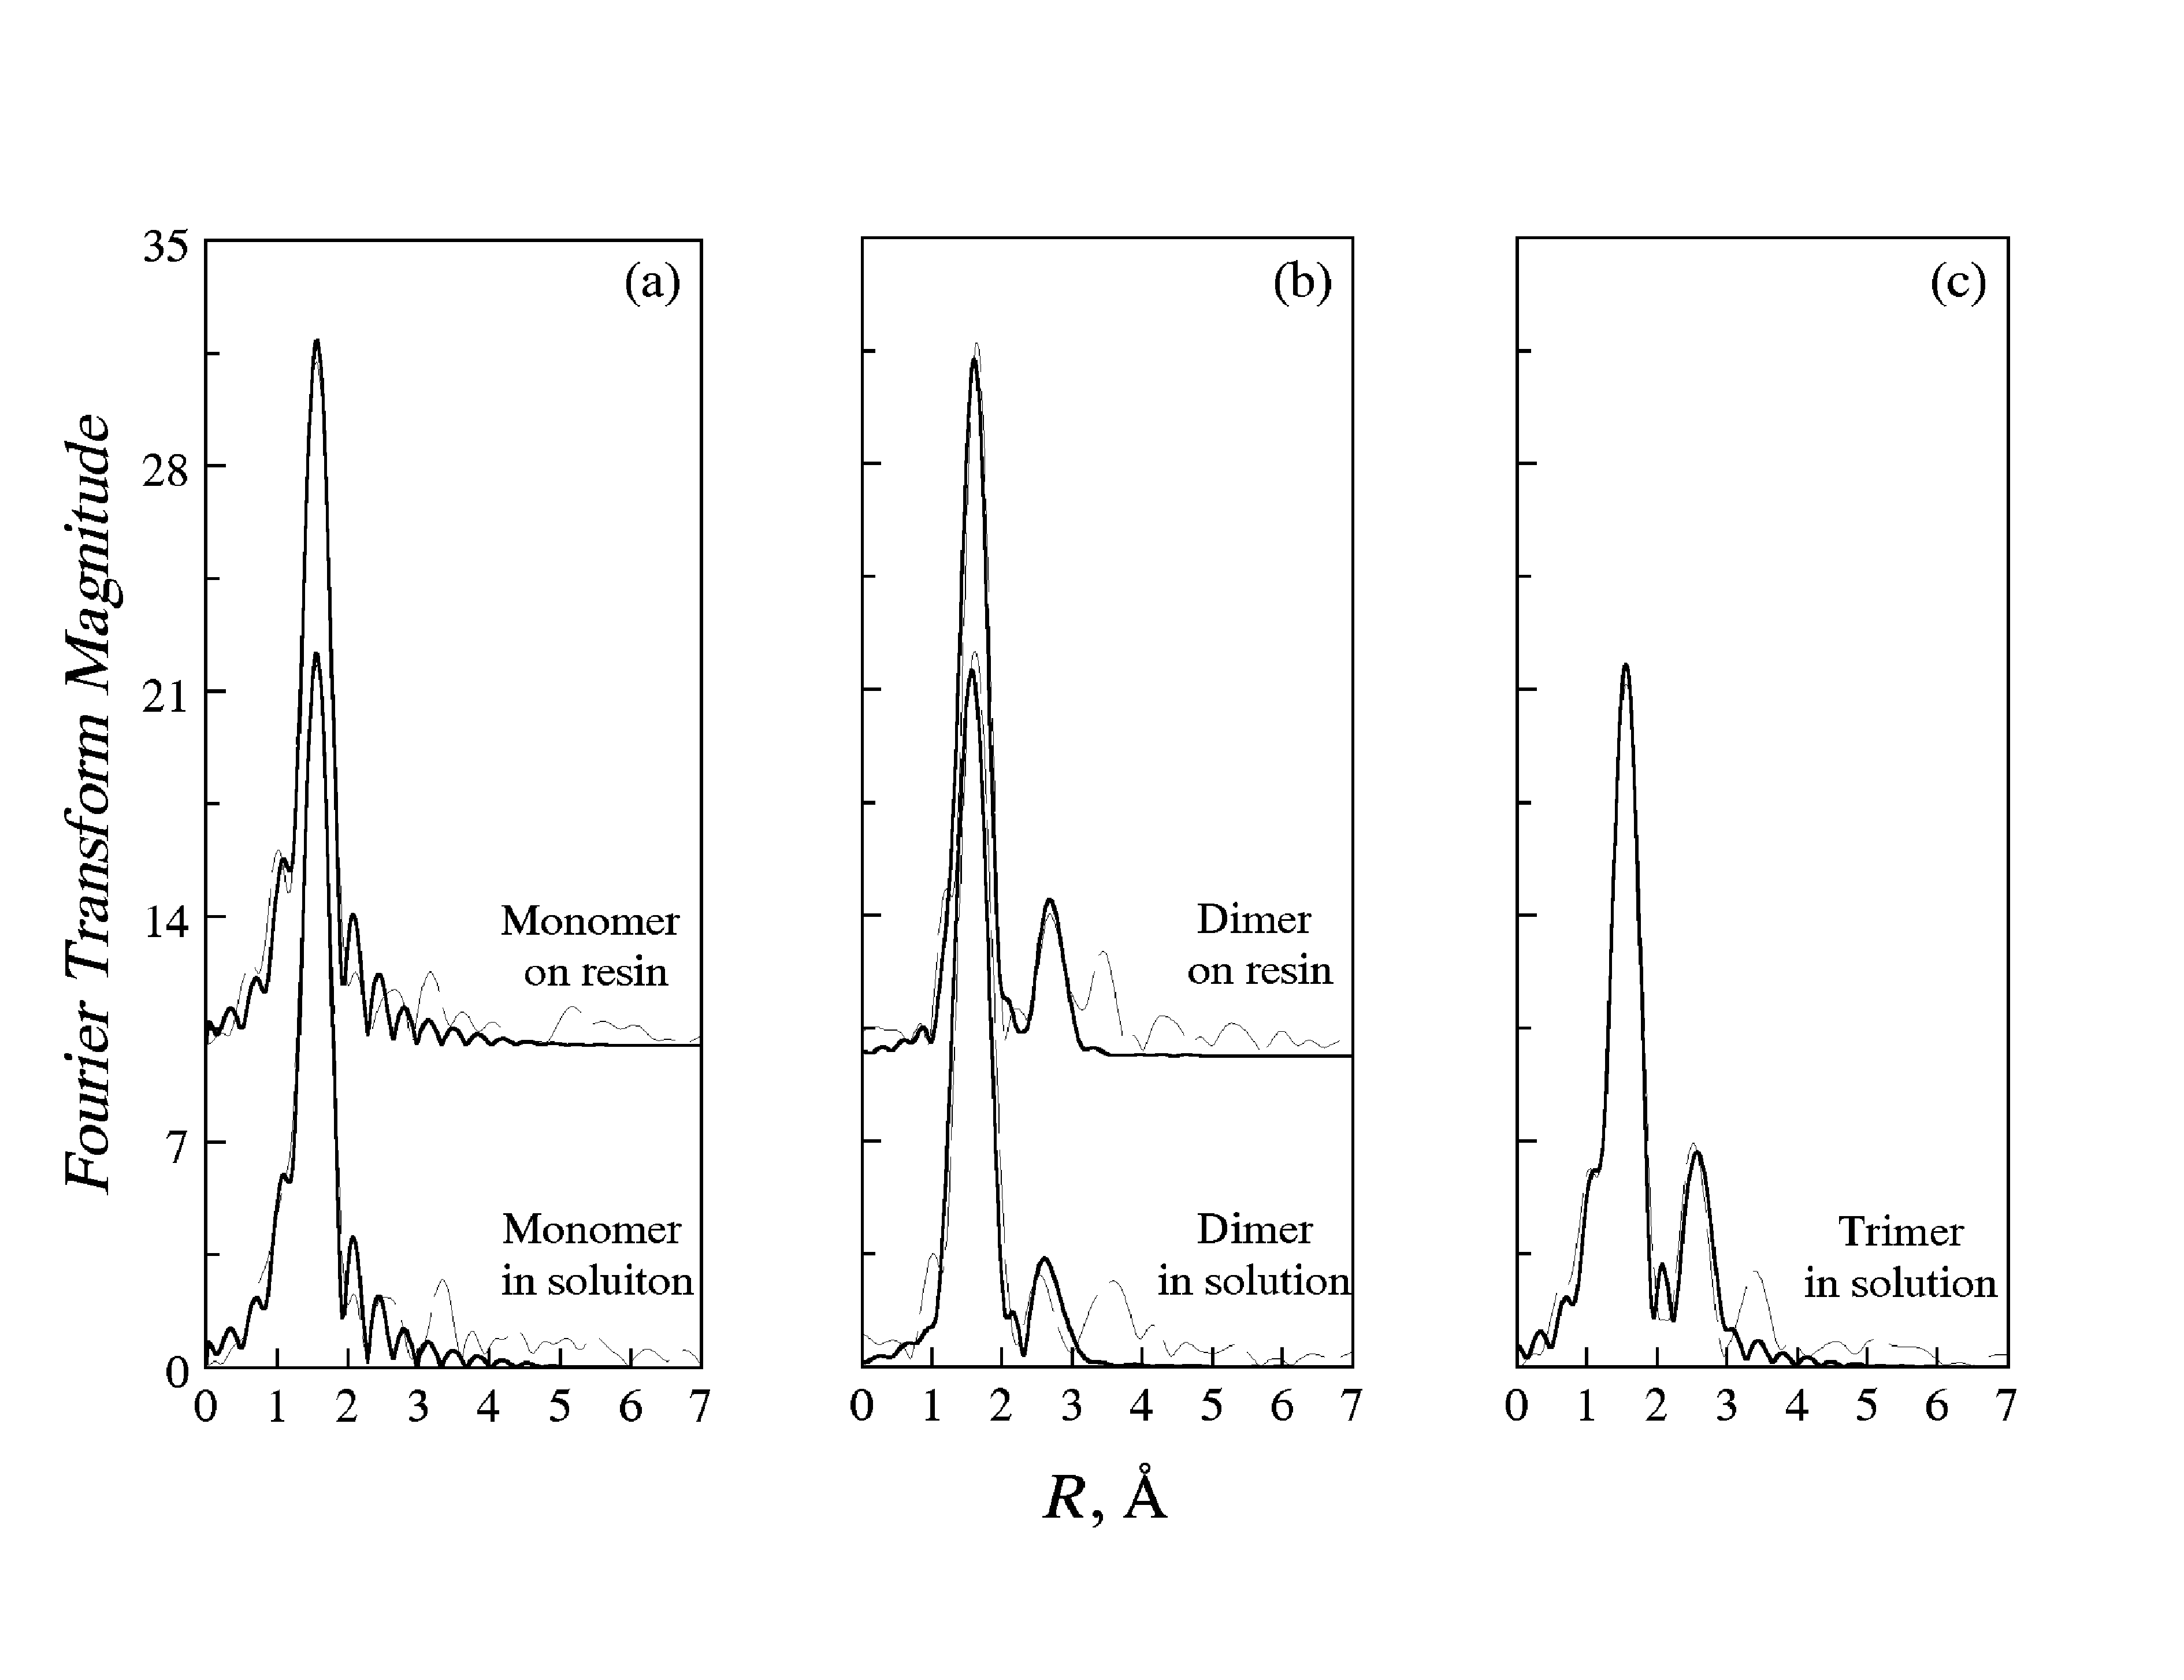 Fourier Transform Magnitude
35
28
21
14
7
0
(a)
Monomer
on resin
Monomer
in soluiton
0 1 2 3 4 5 6 7
(b)
Dimer
on resin
Dimer
in solution
0 1 2 3 4 5 6 7
(c)
Trimer
in solution
0 1 2 3 4 5 6 7
R, Å